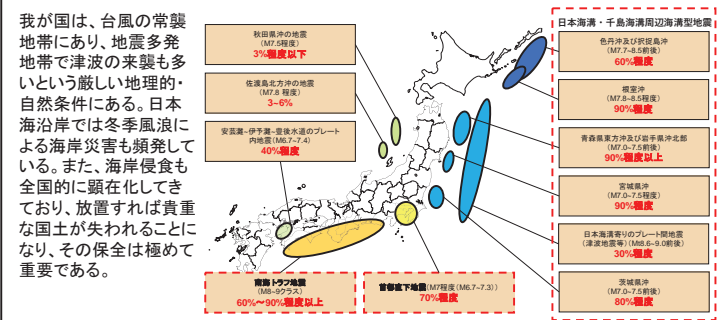 我が国は、台風の常襲
地帯にあり、地震多発
地帯で津波の来襲も多
いという厳しい地理的・
自然条件にある。日本
海沿岸では冬季風浪に
よる海岸災害も頻発して
いる。また、海岸侵食も
全国的に顕在化してき
ており、放置すれば貴重
な国土が失われることに
なり、その保全は極めて
重要である。
秋田県沖の地震
(M7.5程度)
3%程度以下
佐渡島北方沖の地震
(M7.8 程度)
3~6%
安芸灘~伊予灘~豊後水道のプレート
内地震(M6.7~7.4)
40%程度
南海トラフ地震
(M8~9クラス)
60%~90%程度以上
首都直下地震(M7程度(M6.7~7.3))
70%程度
日本海溝・千島海溝周辺海溝型地震
色丹沖及び択捉島沖
(M7.7~8.5前後)
60%程度
根室沖
(M7.8~8.5程度)
90%程度
青森県東方沖及び岩手県沖北部
(M7.0~7.5程度)
90%程度以上
宮城県沖
(M7.0~7.5程度)
90%程度
日本海溝寄りのプレート間地震
(津波地震等)(Mt8.6~9.0前後)
30%程度
茨城県沖
(M7.0~7.5程度)
80%程度